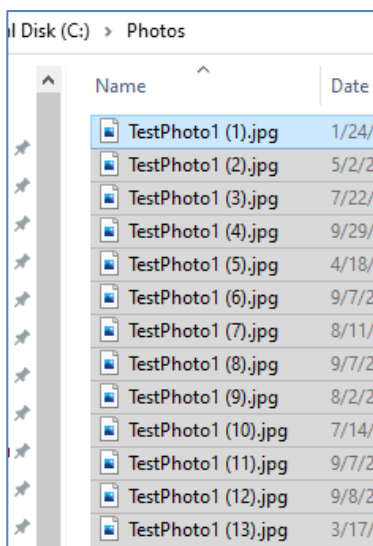 l Disk (C:) > Photos
Name Date
TestPhoto1 (1).jpg 1/24/
TestPhoto1 (2).jpg 5/2/2
TestPhoto1 (3).jpg 7/22/
TestPhoto1 (4).jpg 9/29/
TestPhoto1 (5).jpg 4/18/
TestPhoto1 (6).jpg 9/7/2
TestPhoto1 (7).jpg 8/11/
TestPhoto1 (8).jpg 9/7/2
TestPhoto1 (9).jpg 8/2/2
TestPhoto1 (10).jpg 7/14/
TestPhoto1 (11).jpg 9/7/2
TestPhoto1 (12).jpg 9/8/2
TestPhoto1 (13).jpg 3/17/